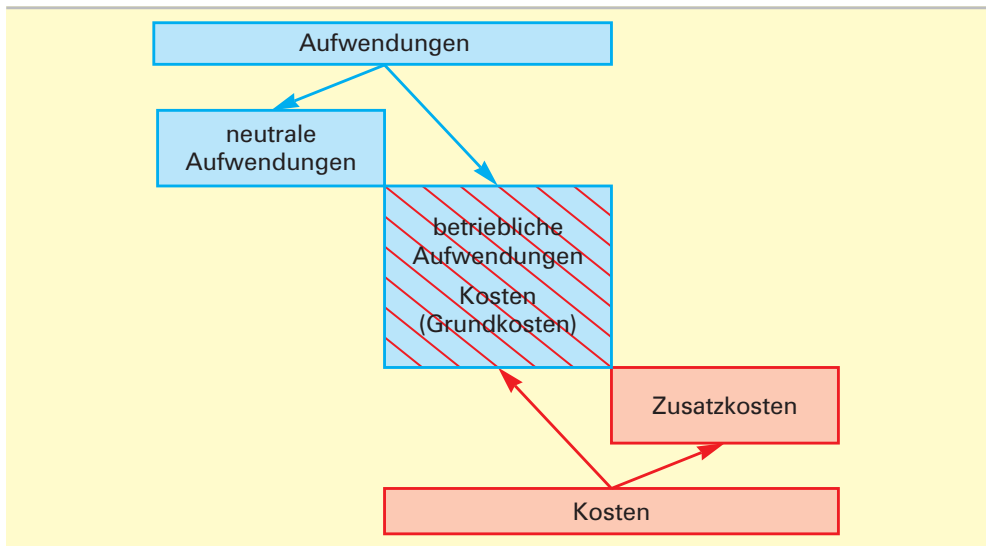 Aufwendungen
neutrale
Aufwendungen
betriebliche
Aufwendungen
Kosten
(Grundkosten)
Zusatzkosten
Kosten